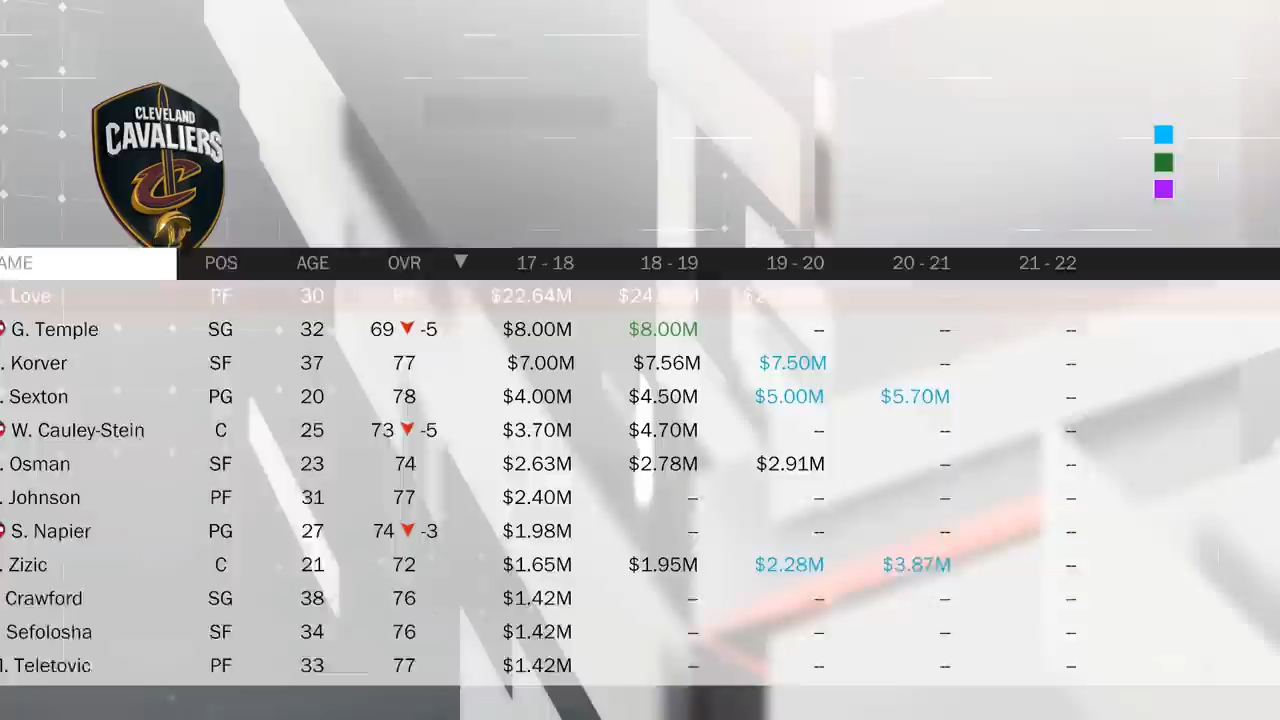 CLEVELAND
CAVALIERS
C
AME POS AGE OVR 17 - 18 18 - 19 19 - 20 20 - 21 21 - 22
. Love PF 30 $22.64M
G. Temple SG 32 69 -5 $8.00M $8.00M -- -- --
. Korver SF 37 77 $7.00M $7.56M $7.50M -- --
. Sexton PG 20 78 $4.00M $4.50M $5.00M $5.70M --
W. Cauley-Stein C 25 73 -5 $3.70M $4.70M -- -- --
. Osman SF 23 74 $2.63M $2.78M $2.91M -- --
. Johnson PF 31 77 $2.40M -- -- -- --
S. Napier PG 27 74 -3 $1.98M -- -- -- --
. Zizic C 21 72 $1.65M $1.95M $2.28M $3.87M --
Crawford SG 38 76 $1.42M -- -- -- --
Sefolosha SF 34 76 $1.42M -- -- -- --
. Teletovic PF 33 77 $1.42M -- -- -- --